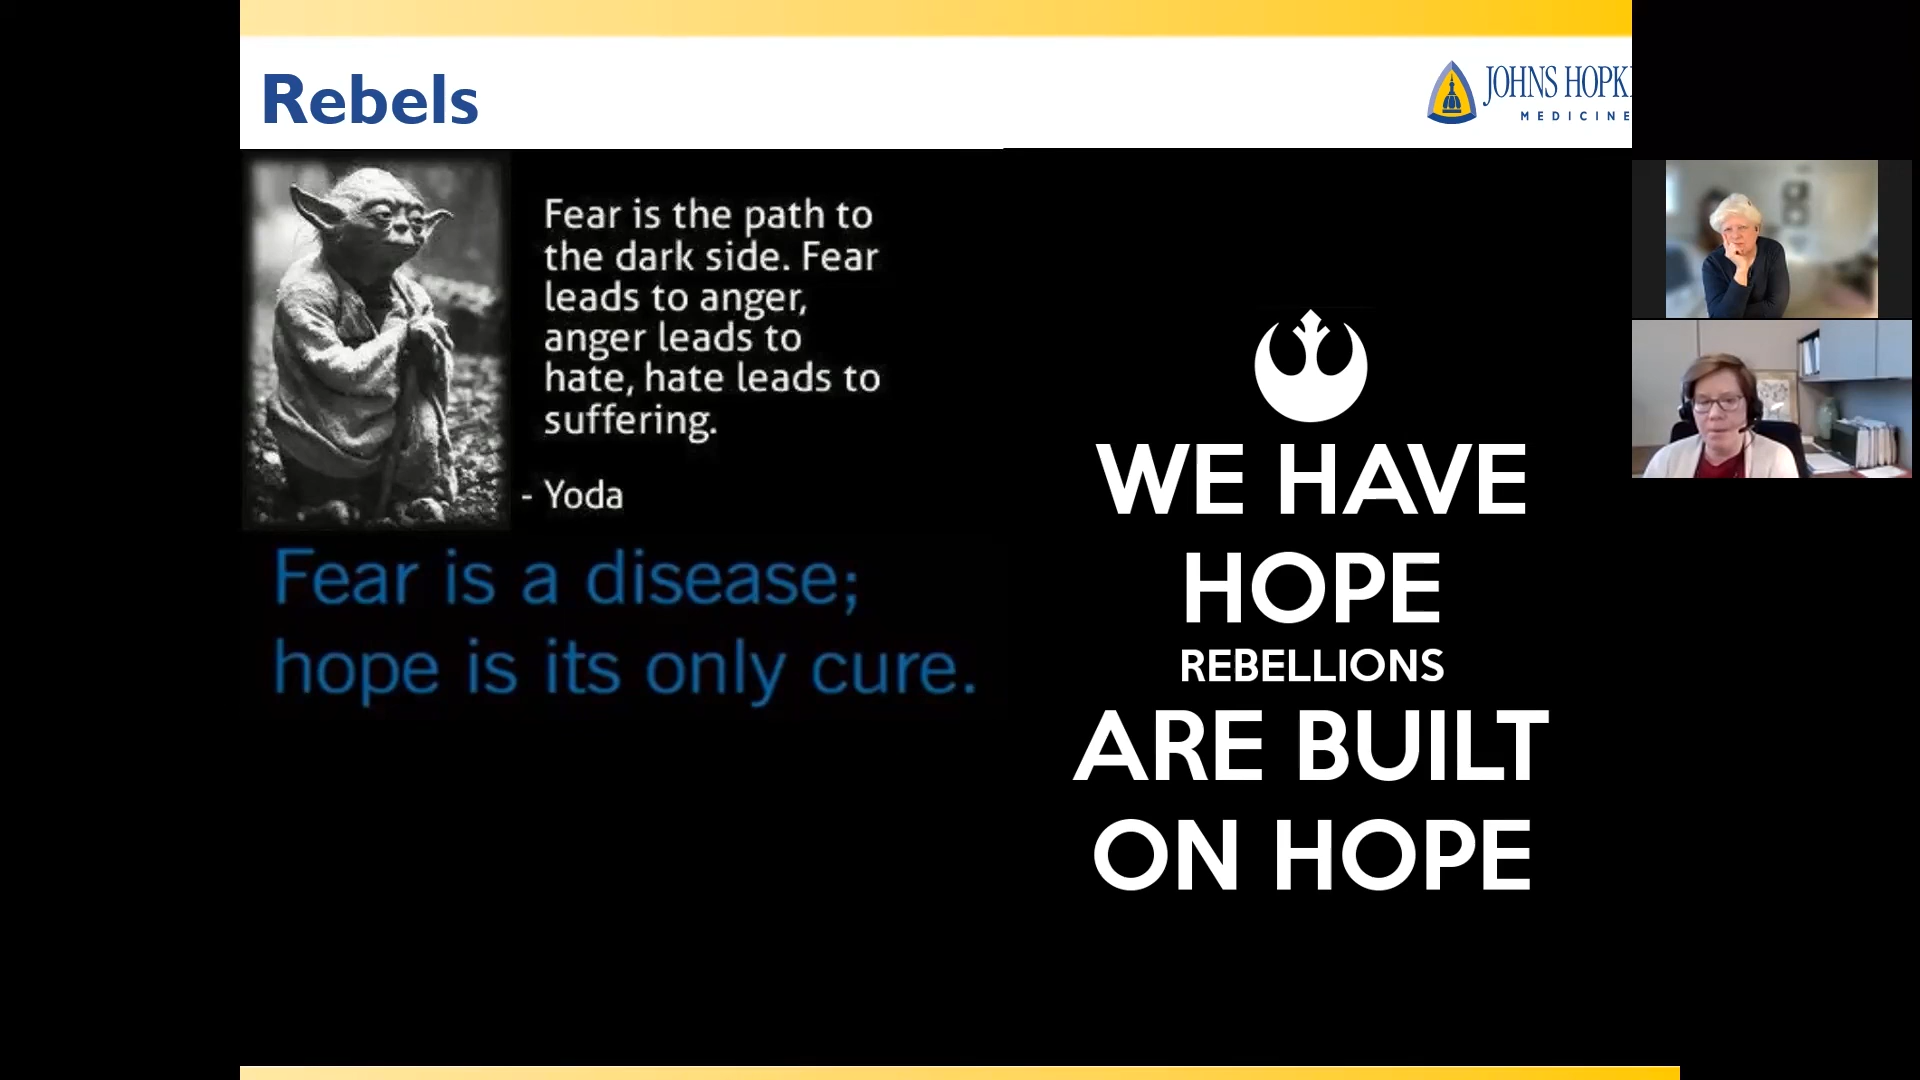 Rebels
JOHNS HOPK
MEDICINE
Fear is the path to
the dark side. Fear
leads to anger,
anger leads to
hate, hate leads to
suffering.
- Yoda
Fear is a disease;
hope is its only cure.
WE HAVE
HOPE
REBELLIONS
ARE BUILT
ON HOPE